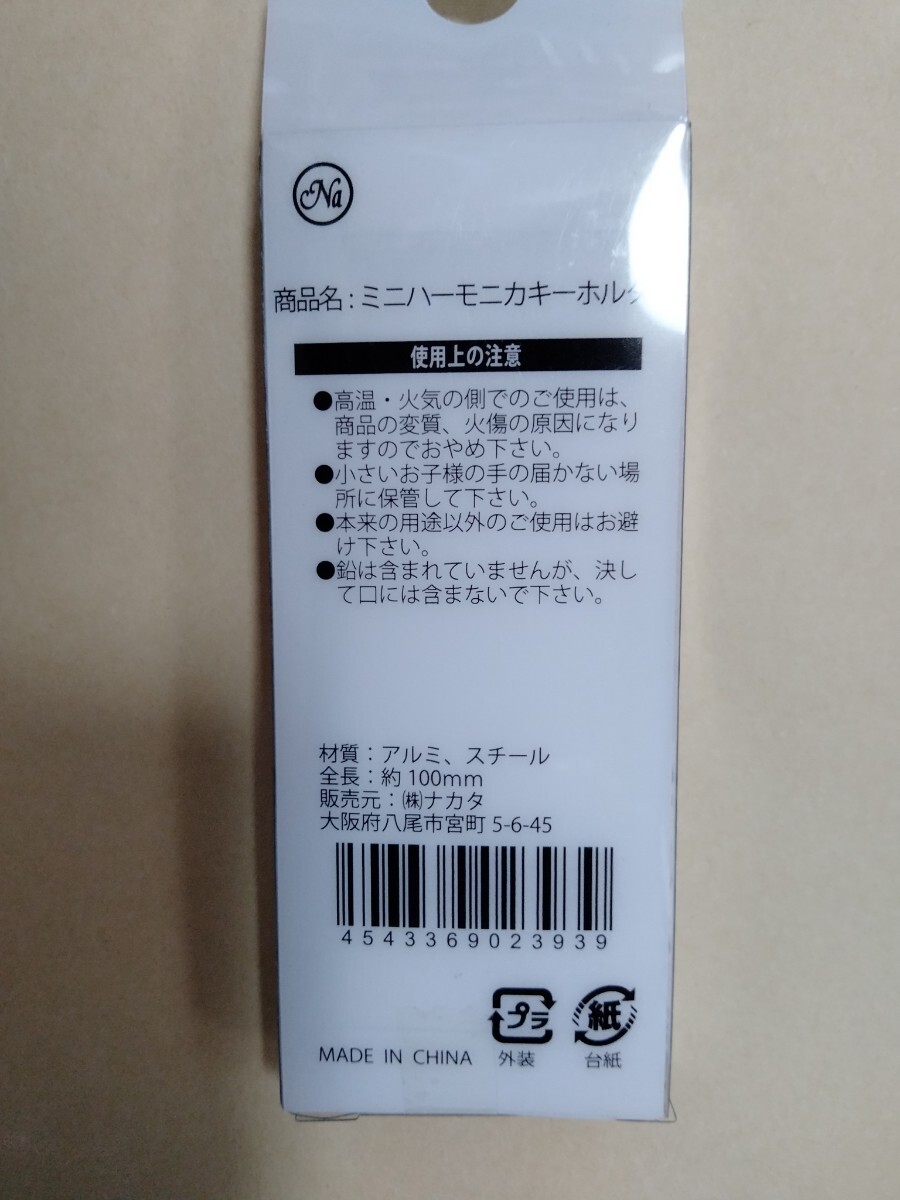 Na
商品名：ミニハーモニカキーホルダ
使用上の注意
●高温・火気の側でのご使用は、
商品の変質、火傷の原因になり
ますのでおやめ下さい。
●小さいお子様の手の届かない場
所に保管して下さい。
●本来の用途以外のご使用はお避
け下さい。
●鉛は含まれていませんが、決し
て口には含まないで下さい。
材質：アルミ、スチール
全長：約 100mm
販売元：㈱ナカタ
大阪府八尾市宮町 5-6-45
4543369023939
プラ
紙
MADE IN CHINA
外装
台紙